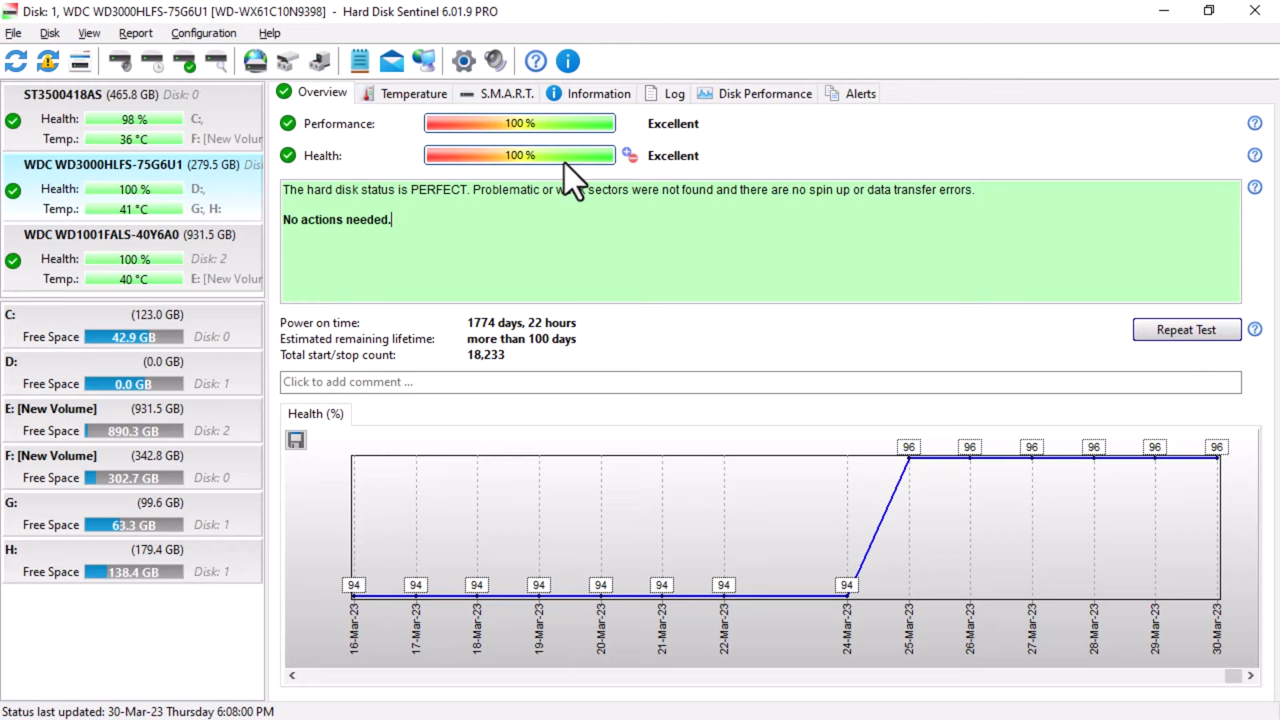 Disk: 1, WDC WD3000HLFS-75G6U1 [WD-WX61C10N9398] - Hard Disk Sentinel 6.01.9 PRO
File Disk View Report Configuration Help
ST3500418AS (465.8 GB) Disk: 0
Health: 98 % C:,
Temp.: 36 °C F: [New Volur
WDC WD3000HLFS-75G6U1 (279.5 GB) Dis
Health: 100 % D:,
Temp.: 41 °C G:, H:
WDC WD1001FALS-40Y6A0 (931.5 GB)
Health: 100 % Disk: 2
Temp.: 40 °C E: [New Volur
C: (123.0 GB)
Free Space 42.9 GB Disk: 0
D: (0.0 GB)
Free Space 0.0 GB Disk: 1
E: [New Volume] (931.5 GB)
Free Space 890.3 GB Disk: 2
F: [New Volume] (342.8 GB)
Free Space 302.7 GB Disk: 0
G: (99.6 GB)
Free Space 63.3 GB Disk: 1
H: (179.4 GB)
Free Space 138.4 GB Disk: 1
Overview Temperature S.M.A.R.T. Information Log Disk Performance Alerts
Performance: 100 % Excellent
Health: 100 % Excellent
The hard disk status is PERFECT. Problematic or sectors were not found and there are no spin up or data transfer errors.
No actions needed.
Power on time: 1774 days, 22 hours
Estimated remaining lifetime: more than 100 days
Total start/stop count: 18,233
Repeat Test
Click to add comment ...
Health (%)
96 96 96 96 96 96
94 94 94 94 94 94 94 94
16-Mar-23 17-Mar-23 18-Mar-23 19-Mar-23 20-Mar-23 21-Mar-23 22-Mar-23 24-Mar-23 25-Mar-23 26-Mar-23 27-Mar-23 28-Mar-23 29-Mar-23 30-Mar-23
Status last updated: 30-Mar-23 Thursday 6:08:00 PM